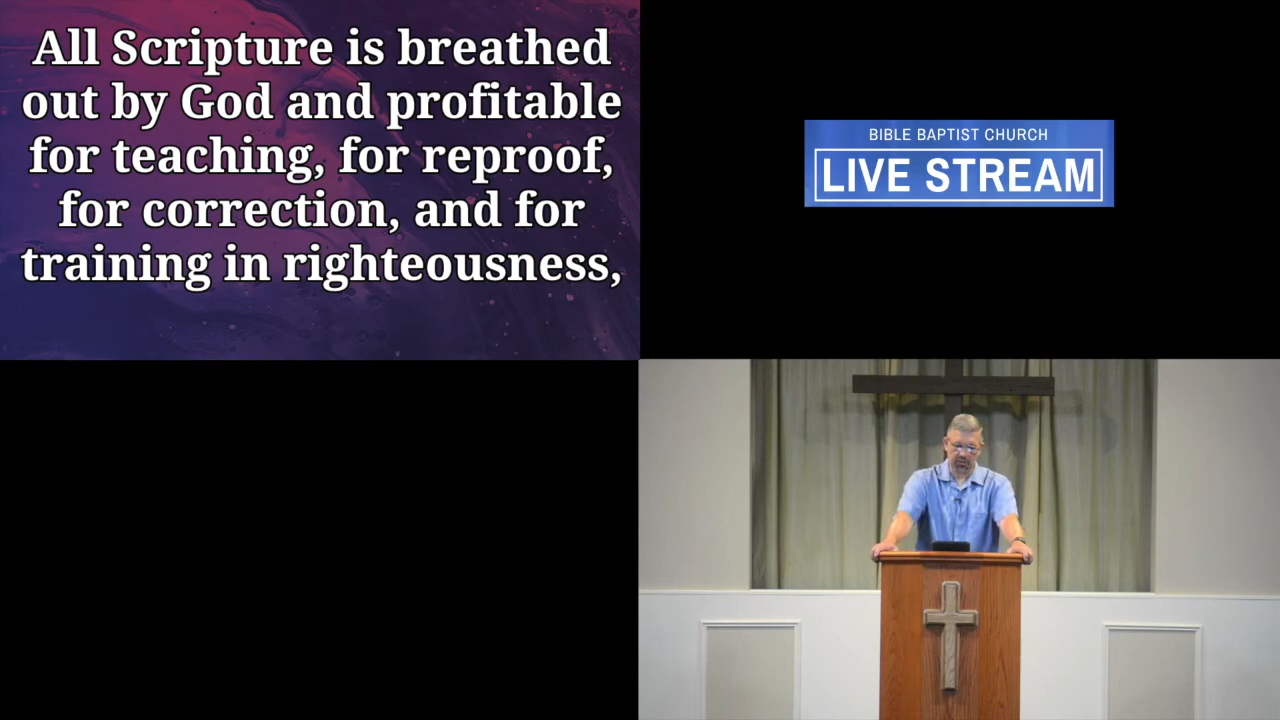 All Scripture is breathed
out by God and profitable
for teaching, for reproof,
for correction, and for
training in righteousness,
BIBLE BAPTIST CHURCH
LIVE STREAM